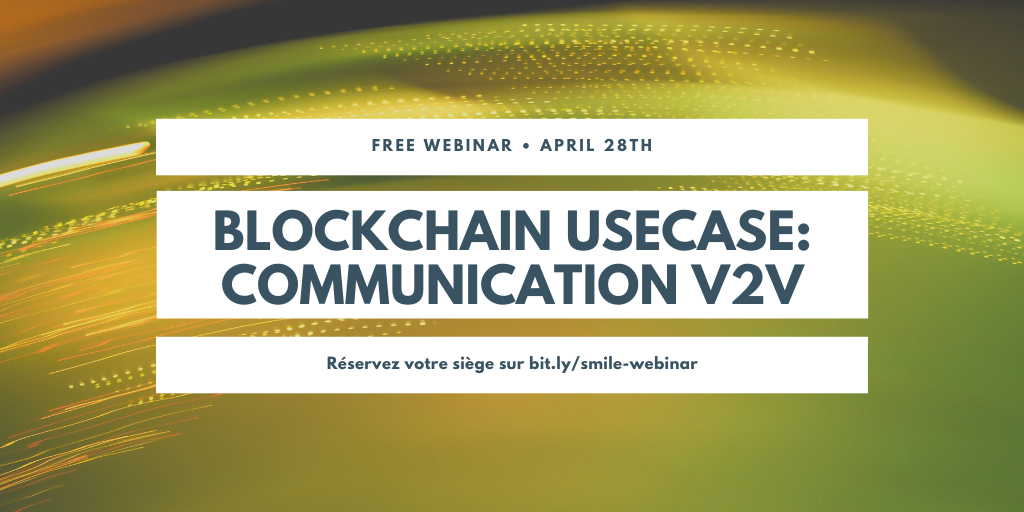 FREE WEBINAR • APRIL 28TH
BLOCKCHAIN USECASE:
COMMUNICATION V2V
Réservez votre siège sur bit.ly/smile-webinar